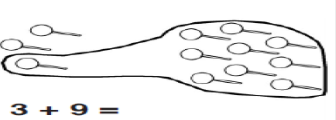 3 + 9 =